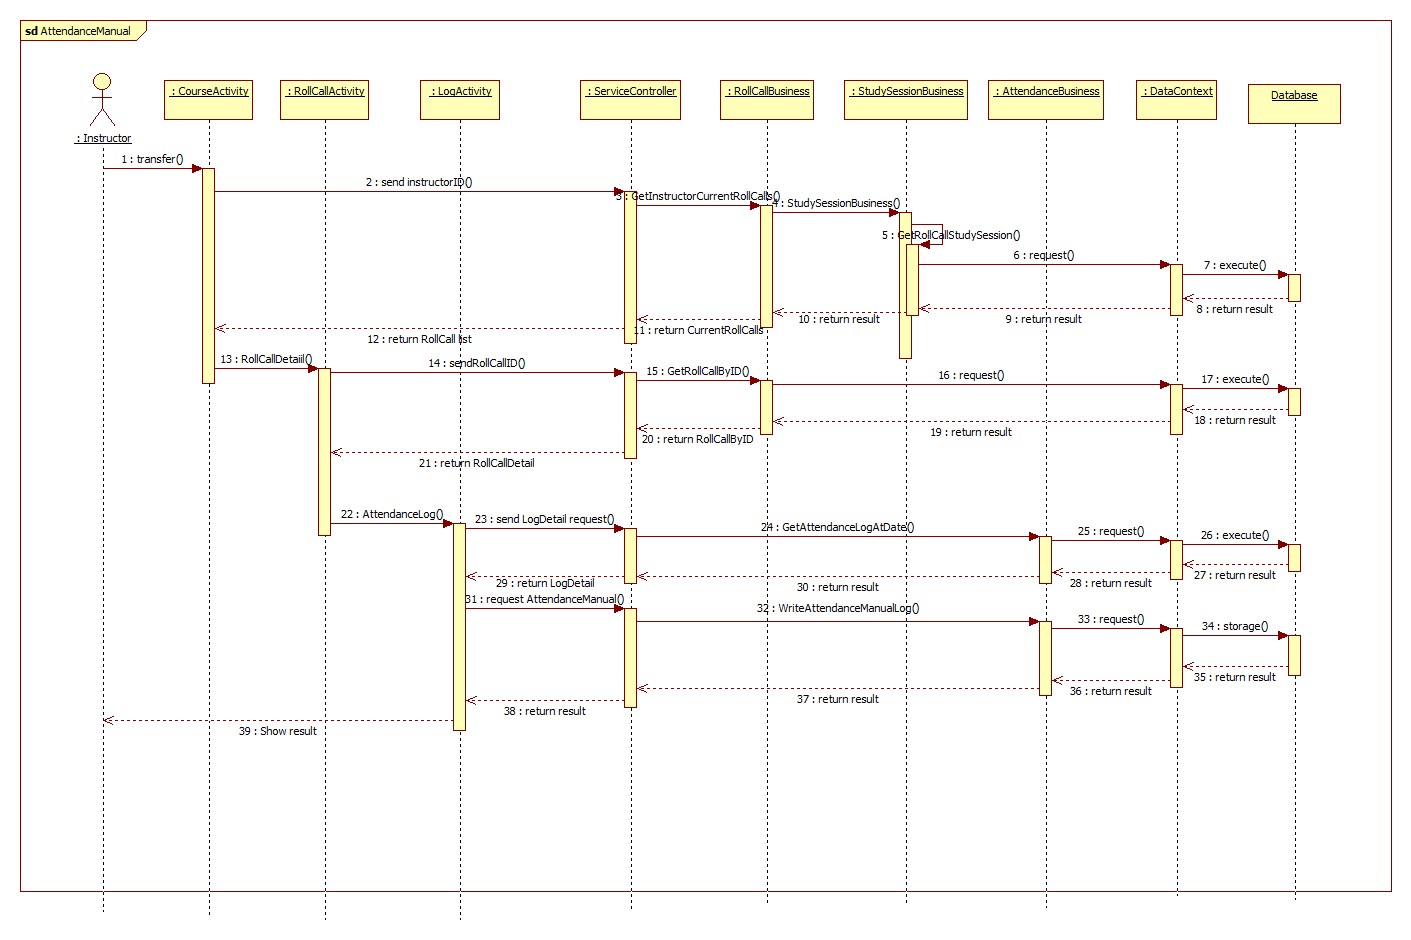 sd AttendanceManual
: Instructor
: CourseActivity
: RollCallActivity
: LogActivity
: ServiceController
: RollCallBusiness
: StudySessionBusiness
: AttendanceBusiness
: DataContext
Database
1 : transfer()
2 : send instructorID()
3 : GetInstructorCurrentRollCalls()
4 : StudySessionBusiness()
5 : GetRollCallStudySession()
6 : request()
7 : execute()
8 : return result
9 : return result
10 : return result
11 : return CurrentRollCalls
12 : return RollCall list
13 : RollCallDetaiil()
14 : sendRollCallID()
15 : GetRollCallByID()
16 : request()
17 : execute()
18 : return result
19 : return result
20 : return RollCallByID
21 : return RollCallDetail
22 : AttendanceLog()
23 : send LogDetail request()
24 : GetAttendanceLogAtDate()
25 : request()
26 : execute()
27 : return result
28 : return result
29 : return LogDetail
30 : return result
31 : request AttendanceManual()
32 : WriteAttendanceManualLog()
33 : request()
34 : storage()
35 : return result
36 : return result
37 : return result
38 : return result
39 : Show result